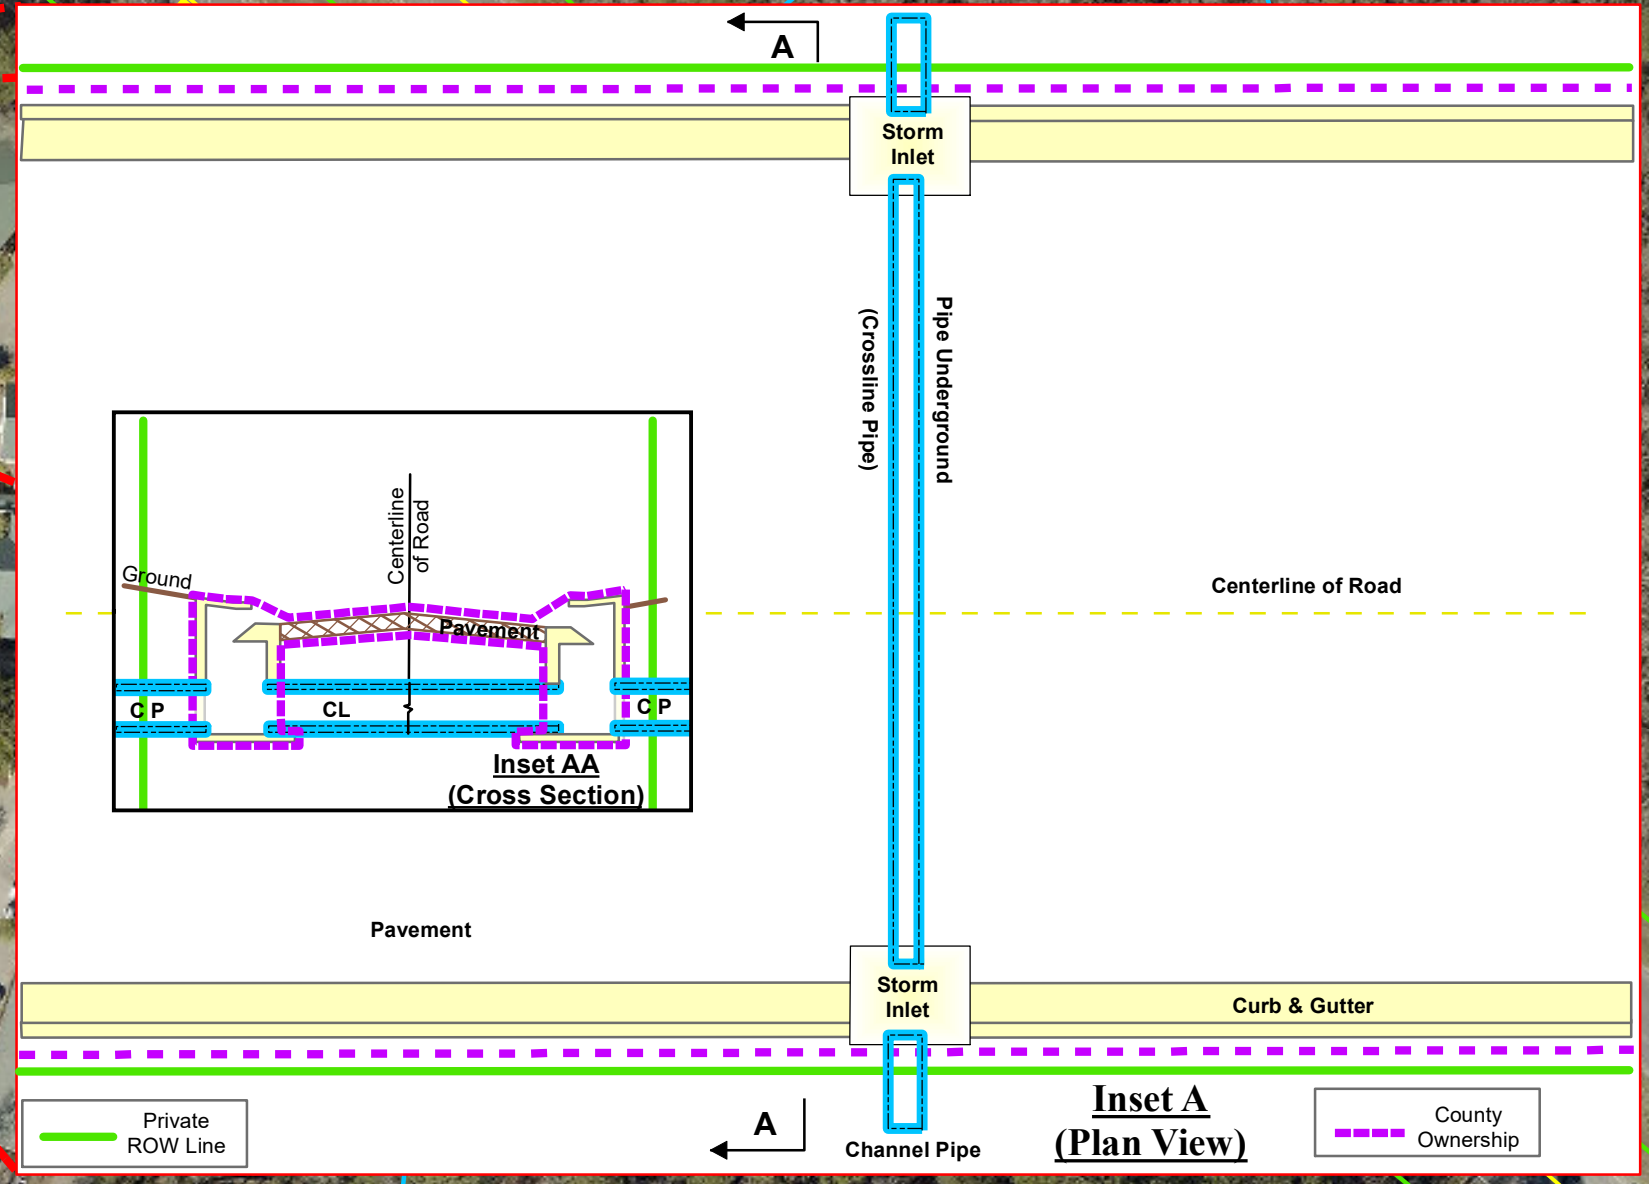 A
Storm
Inlet
(Crossline Pipe)
Pipe Underground
Centerline
of Road
Ground
Pavement
C P
CL
C P
Inset AA
(Cross Section)
Centerline of Road
Pavement
Storm
Inlet
Curb & Gutter
Private
ROW Line
A
Channel Pipe
Inset A
(Plan View)
County
Ownership